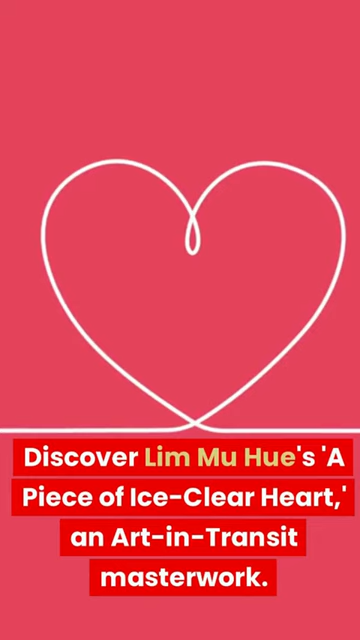 Discover Lim Mu Hue's 'A
Piece of Ice-Clear Heart,'
an Art-in-Transit
masterwork.